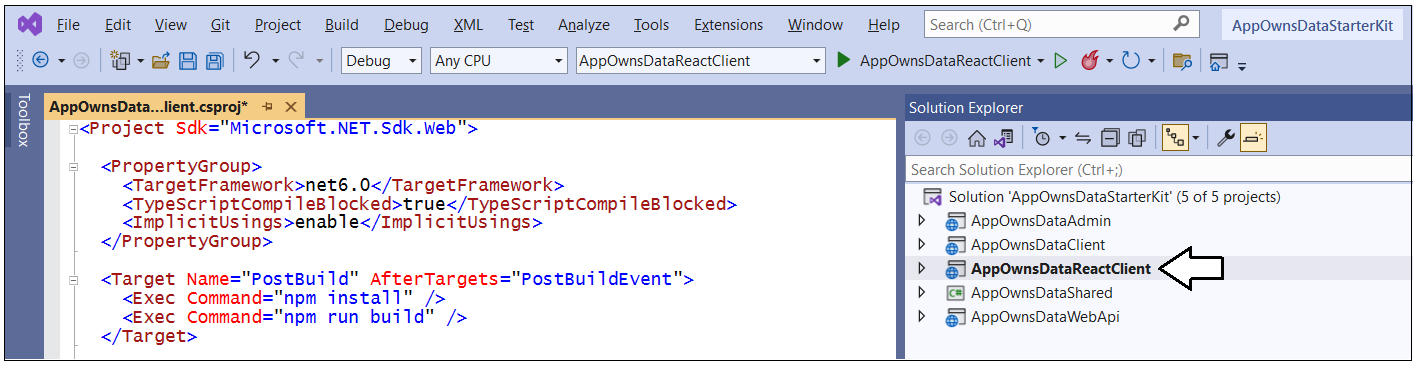 File Edit View Git Project Build Debug XML Test Analyze Tools Extensions Window Help Search (Ctrl+Q) AppOwnsDataStarterKit
Debug Any CPU AppOwnsDataReactClient AppOwnsDataReactClient
Toolbox
AppOwnsData...lient.csproj*
<Project Sdk="Microsoft.NET.Sdk.Web">
<PropertyGroup>
<TargetFramework>net6.0</TargetFramework>
<TypeScriptCompileBlocked>true</TypeScriptCompileBlocked>
<ImplicitUsings>enable</ImplicitUsings>
</PropertyGroup>
<Target Name="PostBuild" AfterTargets="PostBuildEvent">
<Exec Command="npm install" />
<Exec Command="npm run build" />
</Target>
Solution Explorer
Search Solution Explorer (Ctrl+;)
Solution 'AppOwnsDataStarterKit' (5 of 5 projects)
AppOwnsDataAdmin
AppOwnsDataClient
AppOwnsDataReactClient
C# AppOwnsDataShared
AppOwnsDataWebApi